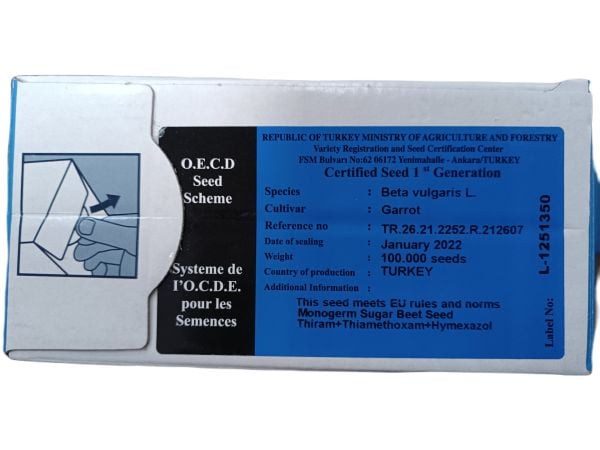 O.E.C.D
Seed
Scheme
Systeme de
l'O.C.D.E.
pour les
Semences
REPUBLIC OF TURKEY MINISTRY OF AGRICULTURE AND FORESTRY
Variety Registration and Seed Certification Center
FSM Bulvarı No:62 06172 Yenimahalle - Ankara/TURKEY
Certified Seed 1st Generation
Species : Beta vulgaris L.
Cultivar : Garrot
Reference no : TR.26.21.2252.R.212607
Date of sealing : January 2022
Weight : 100.000 seeds
Country of production : TURKEY
Additional Information :
This seed meets EU rules and norms
Monogerm Sugar Beet Seed
Thiram+Thiamethoxam+Hymexazol
Label No: L-1251350